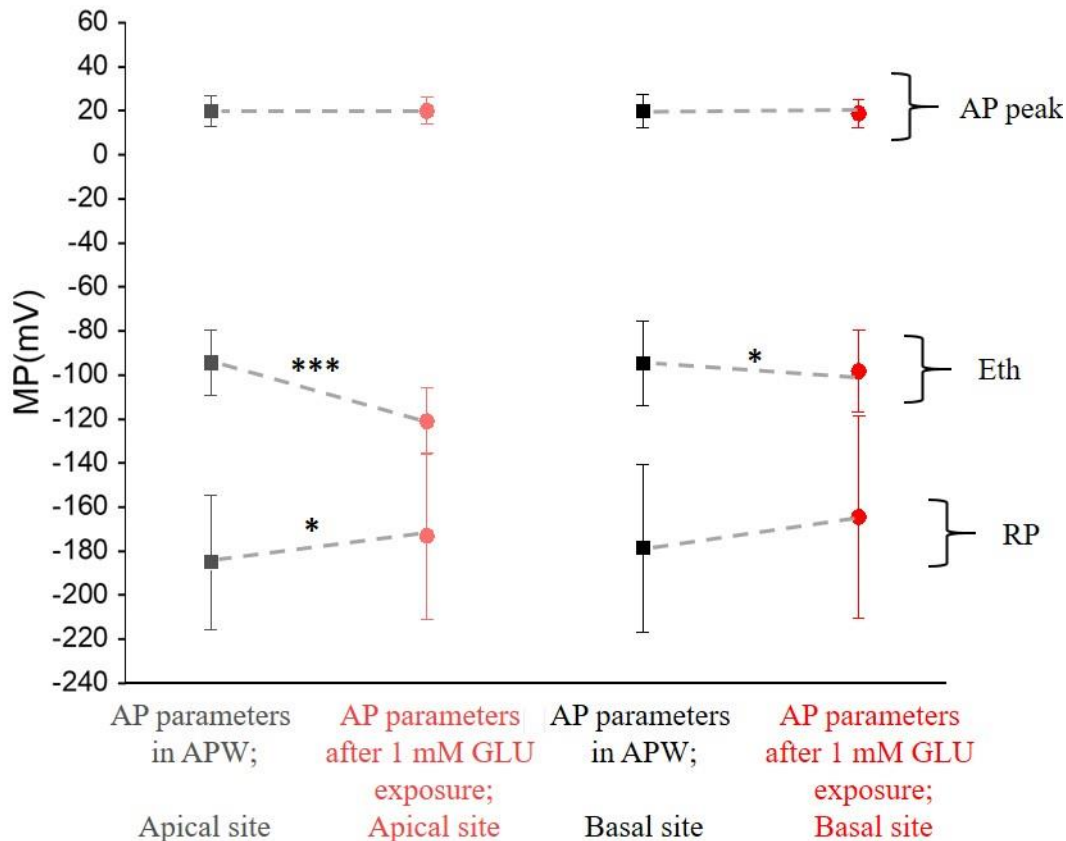 60
40
20
0
-20
-40
-60
-80
-100
-120
-140
-160
-180
-200
-220
-240
MP(mV)
AP peak
***
*
Eth
*
RP
AP parameters
in APW;
Apical site
AP parameters
after 1 mM GLU
exposure;
Apical site
AP parameters
in APW;
Basal site
AP parameters
after 1 mM GLU
exposure;
Basal site